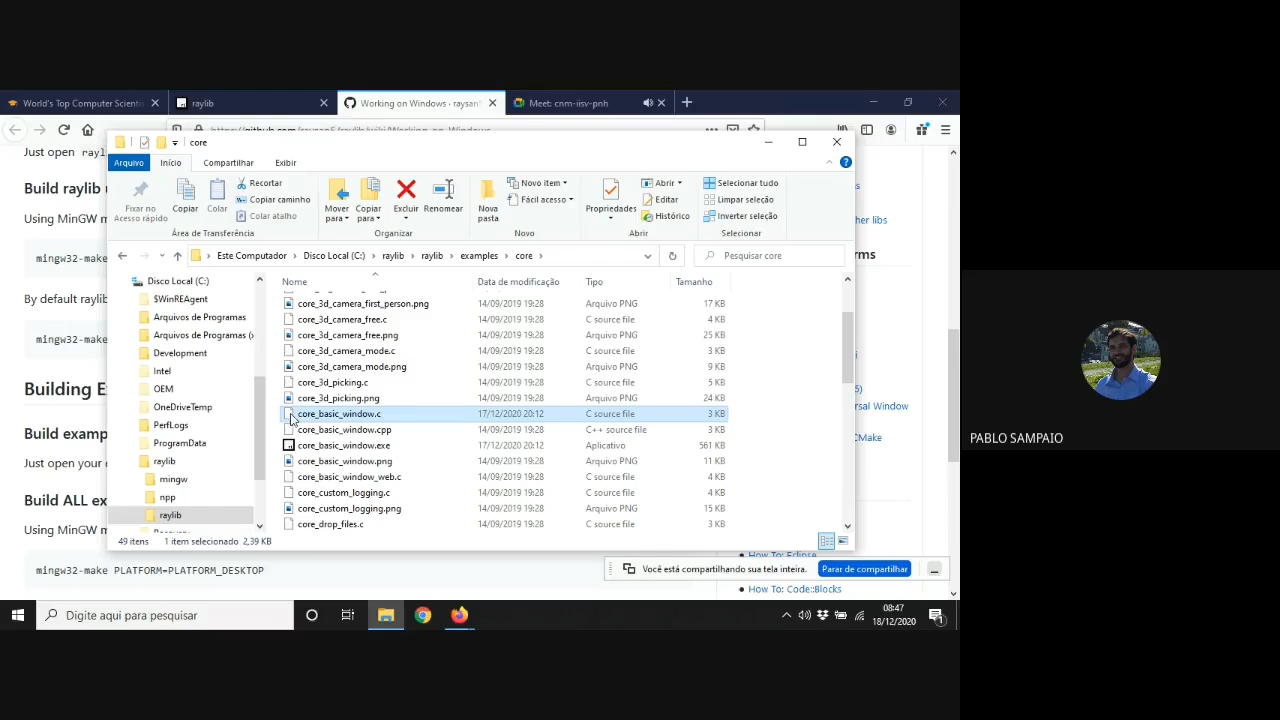 World's Top Computer Scienti
raylib
Working on Windows · raysan5
Meet: cnm-iisv-pnh
https://github.com/raysan5/raylib/wiki/Working-on-Windows
Just open rayl
core
Arquivo
Início
Compartilhar
Exibir
Build raylib u
Using MinGW m
mingw32-make
By default raylib
mingw32-make
Fixar no
Acesso rápido
Copiar
Colar
Recortar
Copiar caminho
Colar atalho
Área de Transferência
Mover
para
Copiar
para
Excluir
Renomear
Organizar
Nova
pasta
Novo item
Fácil acesso
Novo
Propriedades
Abrir
Editar
Histórico
Abrir
Selecionar tudo
Limpar seleção
Inverter seleção
Selecionar
her libs
rms
Este Computador
Disco Local (C:)
raylib
raylib
examples
core
Pesquisar core
Disco Local (C:)
$WinREAgent
Arquivos de Programas
Arquivos de Programas (
Development
Intel
OEM
OneDriveTemp
PerfLogs
ProgramData
raylib
mingw
npp
raylib
Nome Data de modificação Tipo Tamanho
core_3d_camera_first_person.png 14/09/2019 19:28 Arquivo PNG 17 KB
core_3d_camera_free.c 14/09/2019 19:28 C source file 4 KB
core_3d_camera_free.png 14/09/2019 19:28 Arquivo PNG 25 KB
core_3d_camera_mode.c 14/09/2019 19:28 C source file 3 KB
core_3d_camera_mode.png 14/09/2019 19:28 Arquivo PNG 9 KB
core_3d_picking.c 14/09/2019 19:28 C source file 5 KB
core_3d_picking.png 14/09/2019 19:28 Arquivo PNG 24 KB
core_basic_window.c 17/12/2020 20:12 C source file 3 KB
core_basic_window.cpp 14/09/2019 19:28 C++ source file 3 KB
core_basic_window.exe 17/12/2020 20:12 Aplicativo 561 KB
core_basic_window.png 14/09/2019 19:28 Arquivo PNG 11 KB
core_basic_window_web.c 14/09/2019 19:28 C source file 4 KB
core_custom_logging.c 14/09/2019 19:28 C source file 4 KB
core_custom_logging.png 14/09/2019 19:28 Arquivo PNG 15 KB
core_drop_files.c 14/09/2019 19:28 C source file 3 KB
49 itens 1 item selecionado 2,39 KB
5)
rsal Window
CMake
Building Ex
Build examp
Just open your
Build ALL ex
Using MinGW m
mingw32-make PLATFORM=PLATFORM_DESKTOP
How To: Eclipse
How To: Code::Blocks
Você está compartilhando sua tela inteira.
Parar de compartilhar
Digite aqui para pesquisar
08:47
18/12/2020
1
PABLO SAMPAIO